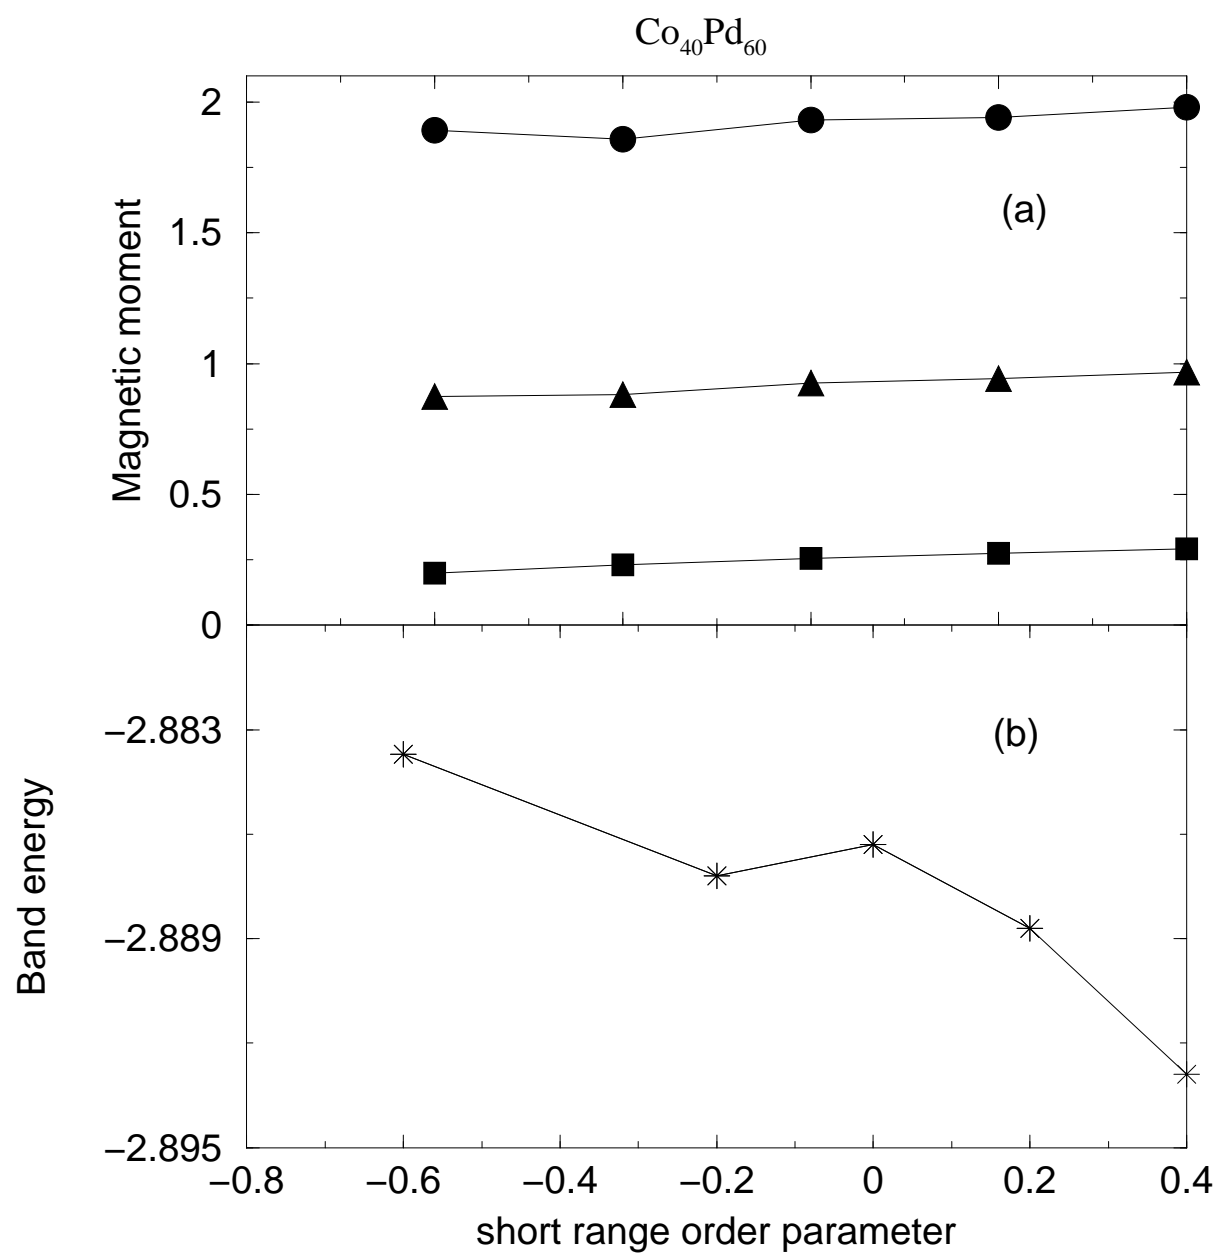 Co40Pd60
2
(a)
1.5
1
0.5
0
Magnetic moment
−2.883
(b)
−2.889
−2.895
Band energy
−0.8 −0.6 −0.4 −0.2 0 0.2 0.4
short range order parameter